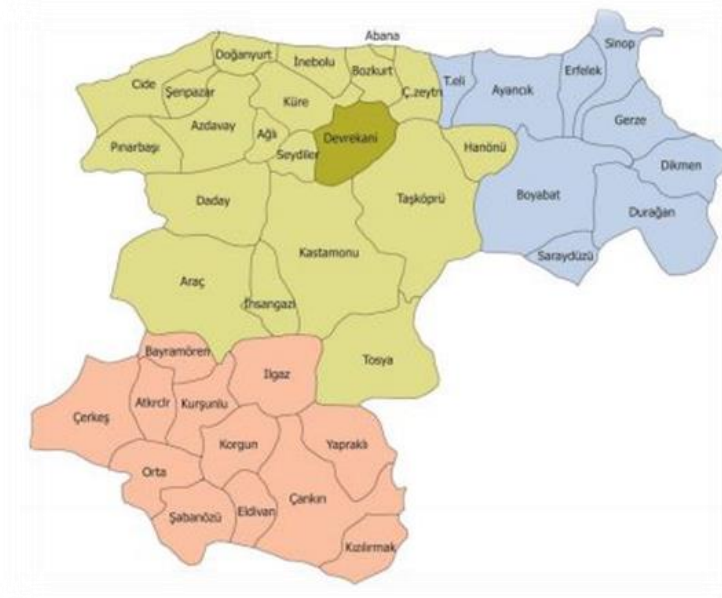 Abana
Sinop
Doğanyurt
İnebolu
Bozkurt
Erfelek
Cide
Şenpazar
Ç.zeytn
T.eli
Ayancık
Küre
Gerze
Azdavay
Ağlı
Devrekani
Pınarbaşı
Seydiler
Hanönü
Dikmen
Daday
Taşköprü
Boyabat
Durağan
Kastamonu
Saraydüzü
Araç
İhsangazi
Bayramören
Ilgaz
Tosya
Çerkeş
Atkrclr
Kurşunlu
Korgun
Yapraklı
Orta
Çankırı
Şabanözü
Eldivan
Kızılırmak